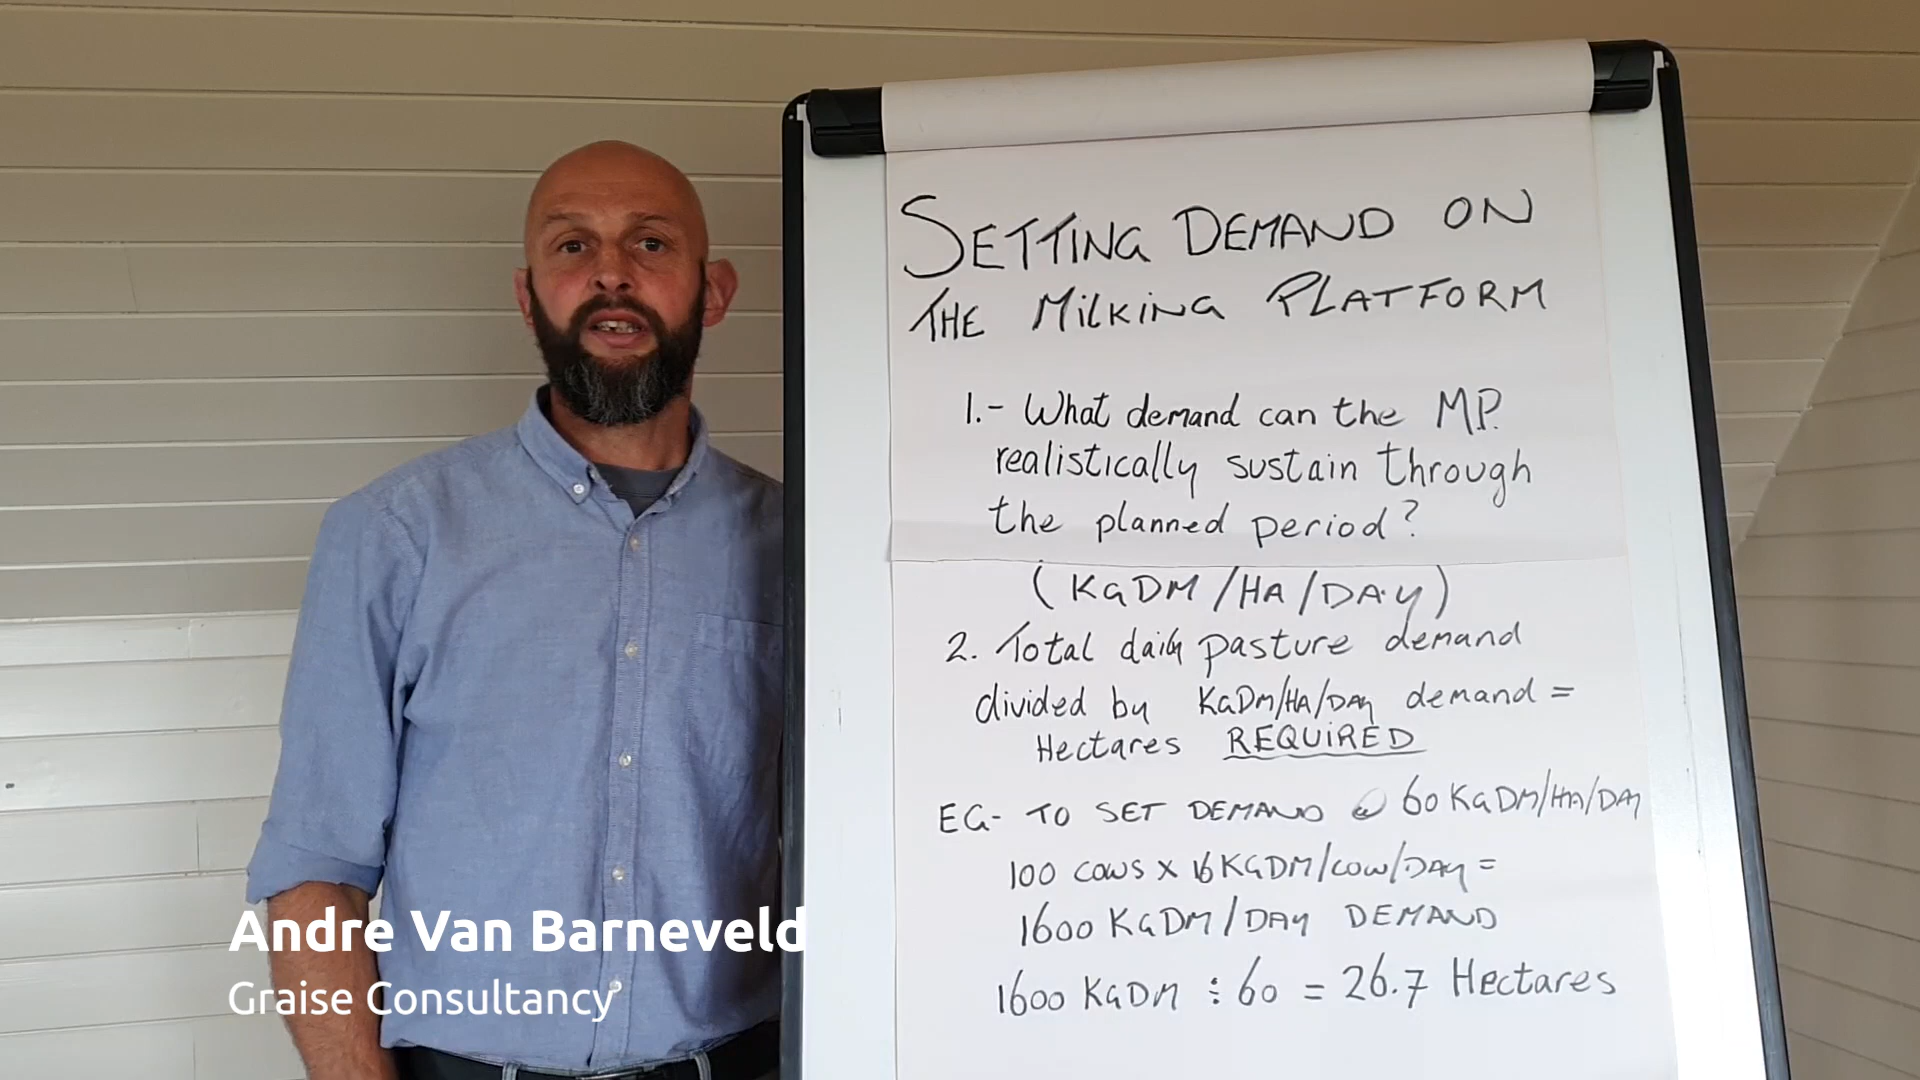 SETTING DEMAND ON
THE MILKING PLATFORM
1.- What demand can the MP.
realistically sustain through
the planned period?
(KGDM/HA/DAY)
2. Total daily pasture demand
divided by KGDM/HA/DAY demand =
Hectares REQUIRED
EG- TO SET DEMAND @ 60 KGDM/HA/DAY
100 COWS x 16KGDM/COW/DAY =
1600 KGDM/DAY DEMAND
1600 KGDM ÷ 60 = 26.7 Hectares
Andre Van Barneveld
Graise Consultancy